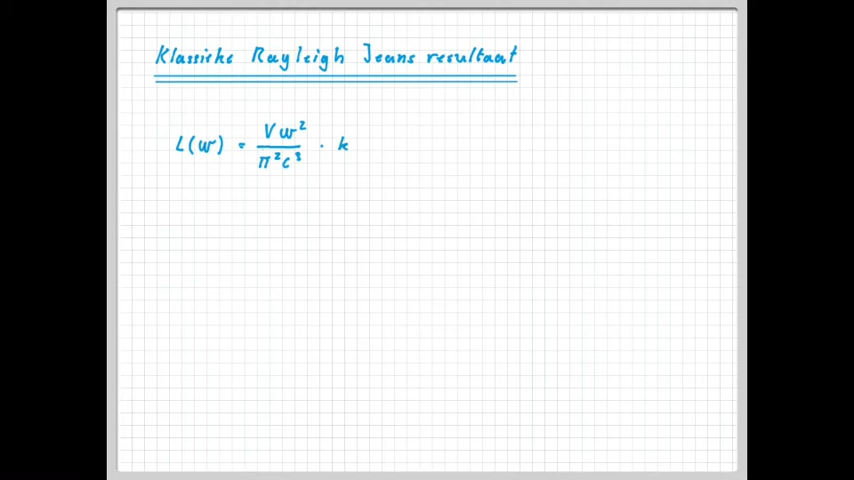 Klassieke Rayleigh Jeans resultaat
L(ω) = Vω² / π²c³ · k